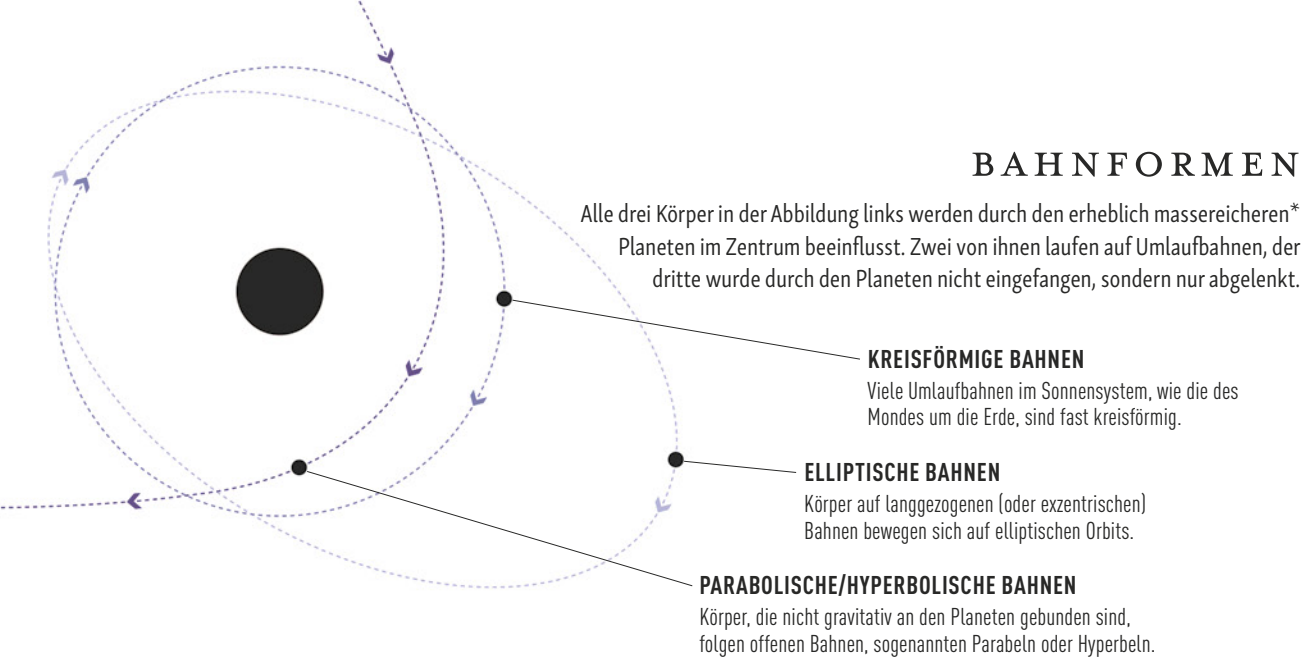 BAHNFORMEN
Alle drei Körper in der Abbildung links werden durch den erheblich massereicheren*
Planeten im Zentrum beeinflusst. Zwei von ihnen laufen auf Umlaufbahnen, der
dritte wurde durch den Planeten nicht eingefangen, sondern nur abgelenkt.
KREISFÖRMIGE BAHNEN
Viele Umlaufbahnen im Sonnensystem, wie die des
Mondes um die Erde, sind fast kreisförmig.
ELLIPTISCHE BAHNEN
Körper auf langgezogenen (oder exzentrischen)
Bahnen bewegen sich auf elliptischen Orbits.
PARABOLISCHE/HYPERBOLISCHE BAHNEN
Körper, die nicht gravitativ an den Planeten gebunden sind,
folgen offenen Bahnen, sogenannten Parabeln oder Hyperbeln.